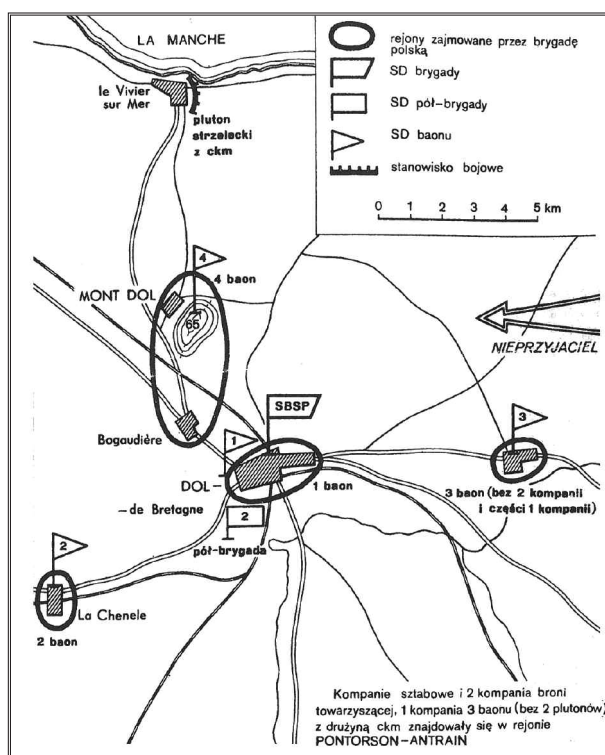 LA MANCHE
le Vivier
sur Mer
pluton
strzelecki
z ckm
rejony zajmowane przez brygadę
polską
SD brygady
SD pół-brygady
SD baonu
stanowisko bojowe
0 1 2 3 4 5 km
4
4 baon
MONT DOL
65
NIEPRZYJACIEL
SBSP
3
Bogaudière
1
DOL-
-de Bretagne
1 baon
3 baon (bez 2 kompanii
i części 1 kompanii)
2
pół-brygada
2
La Chenele
2 baon
Kompanie sztabowe i 2 kompania broni
towarzyszącej, 1 kompania 3 baonu (bez 2 plutonów)
z drużyną ckm znajdowały się w rejonie
PONTORSON-ANTRAIN